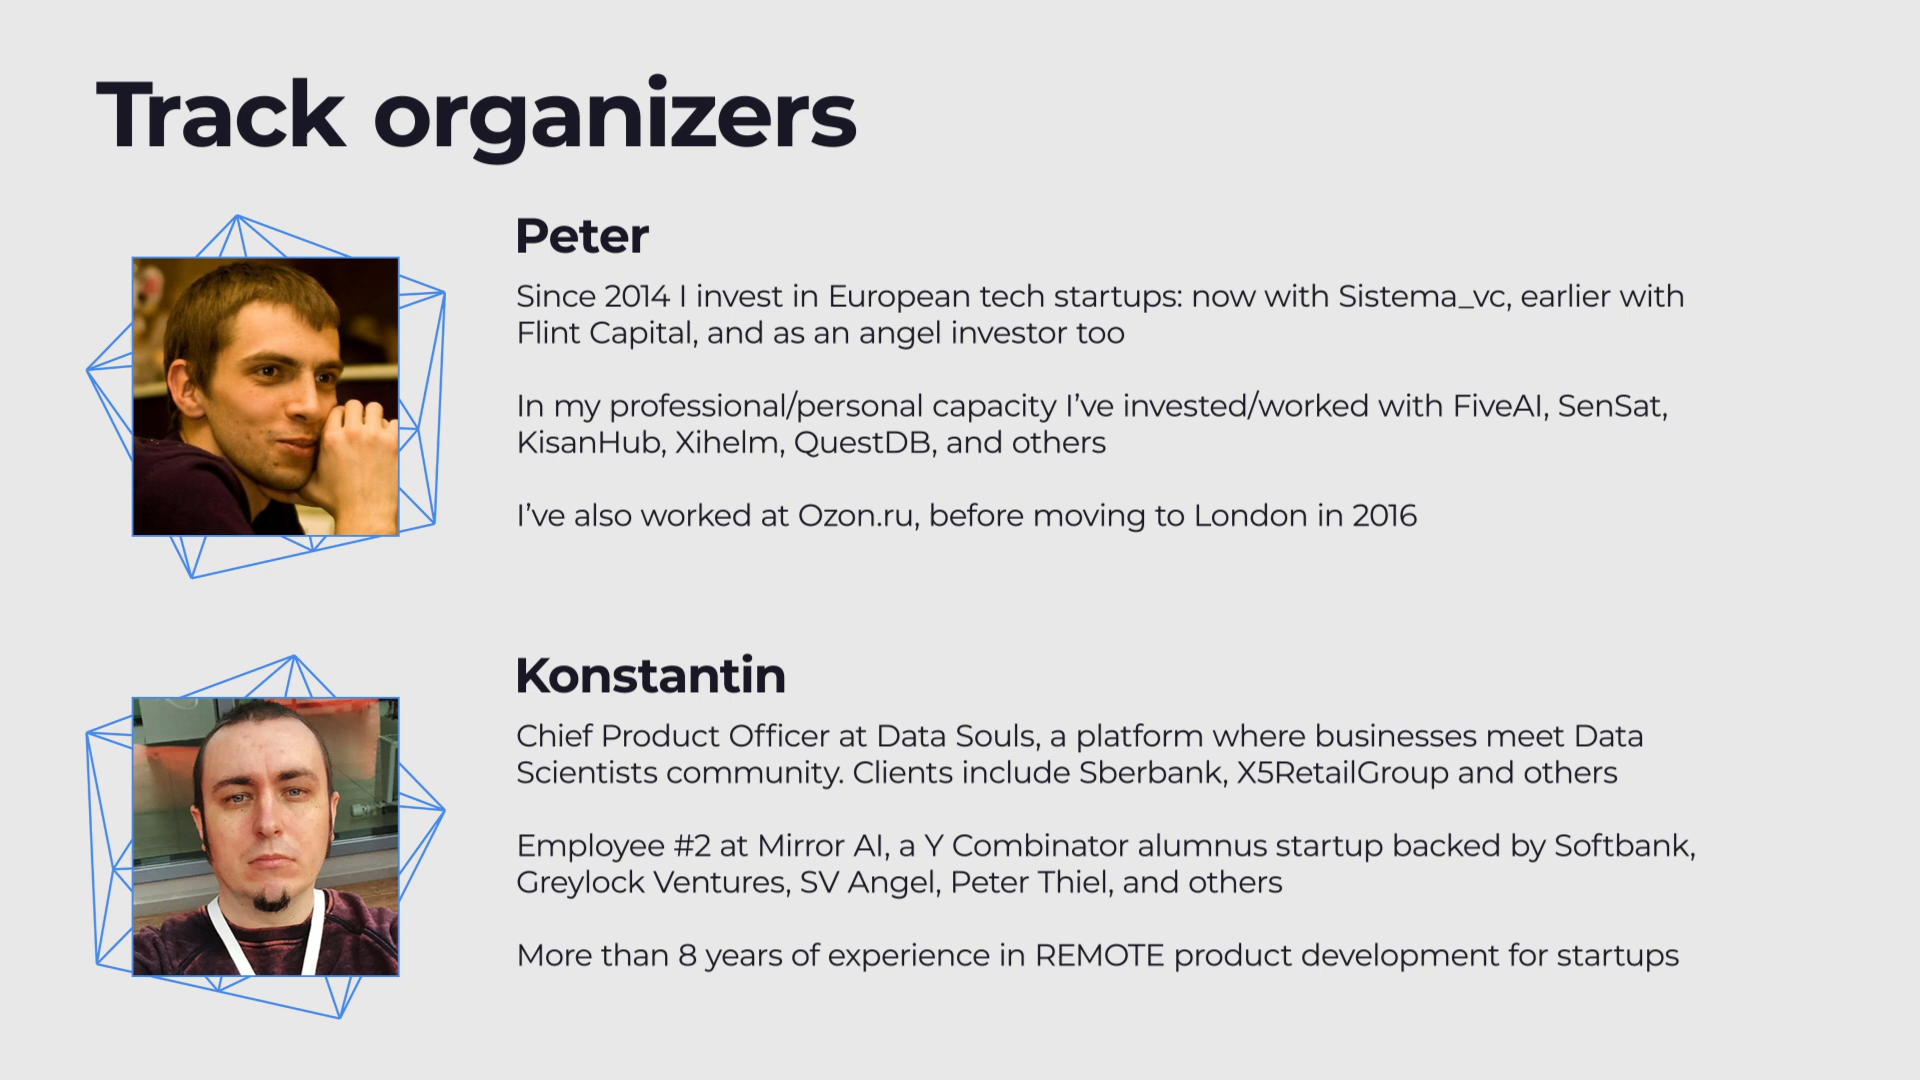 Track organizers
Peter
Since 2014 I invest in European tech startups: now with Sistema_vc, earlier with
Flint Capital, and as an angel investor too
In my professional/personal capacity I’ve invested/worked with FiveAI, SenSat,
KisanHub, Xihelm, QuestDB, and others
I’ve also worked at Ozon.ru, before moving to London in 2016
Konstantin
Chief Product Officer at Data Souls, a platform where businesses meet Data
Scientists community. Clients include Sberbank, X5RetailGroup and others
Employee #2 at Mirror AI, a Y Combinator alumnus startup backed by Softbank,
Greylock Ventures, SV Angel, Peter Thiel, and others
More than 8 years of experience in REMOTE product development for startups